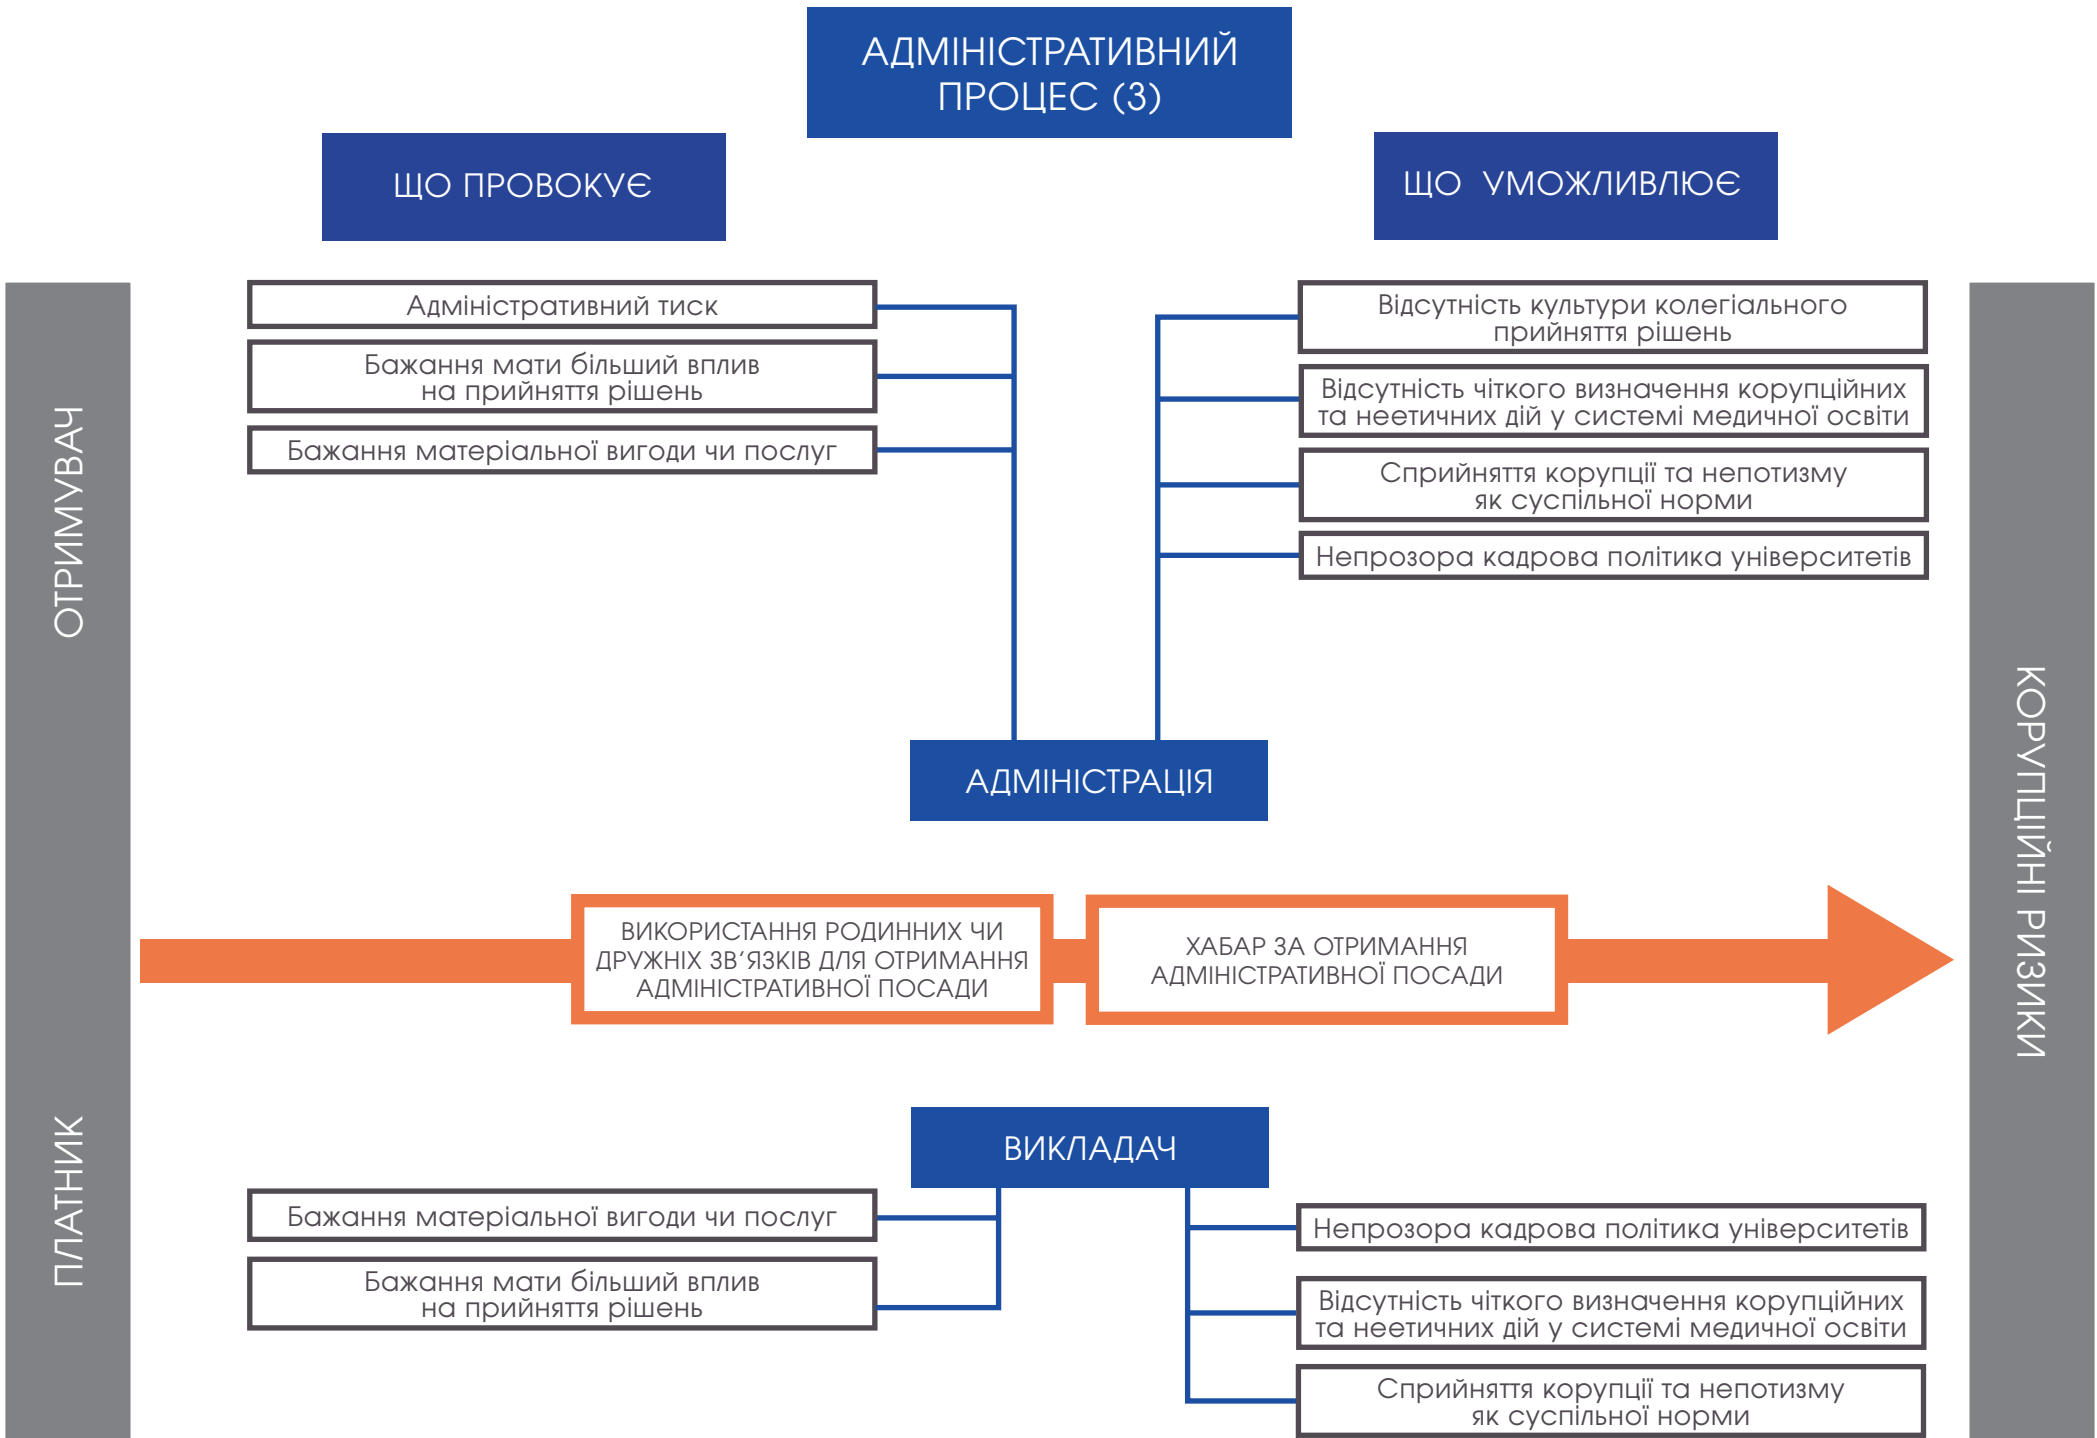 АДМІНІСТРАТИВНИЙ
ПРОЦЕС (3)
ЩО ПРОВОКУЄ
ЩО УМОЖЛИВЛЮЄ
ОТРИМУВАЧ
Адміністративний тиск
Бажання мати більший вплив
на прийняття рішень
Бажання матеріальної вигоди чи послуг
Відсутність культури колегіального
прийняття рішень
Відсутність чіткого визначення корупційних
та неетичних дій у системі медичної освіти
Сприйняття корупції та непотизму
як суспільної норми
Непрозора кадрова політика університетів
АДМІНІСТРАЦІЯ
КОРУПЦІЙНІ РИЗИКИ
ВИКОРИСТАННЯ РОДИННИХ ЧИ
ДРУЖНІХ ЗВ’ЯЗКІВ ДЛЯ ОТРИМАННЯ
АДМІНІСТРАТИВНОЇ ПОСАДИ
ХАБАР ЗА ОТРИМАННЯ
АДМІНІСТРАТИВНОЇ ПОСАДИ
ПЛАТНИК
ВИКЛАДАЧ
Бажання матеріальної вигоди чи послуг
Бажання мати більший вплив
на прийняття рішень
Непрозора кадрова політика університетів
Відсутність чіткого визначення корупційних
та неетичних дій у системі медичної освіти
Сприйняття корупції та непотизму
як суспільної норми